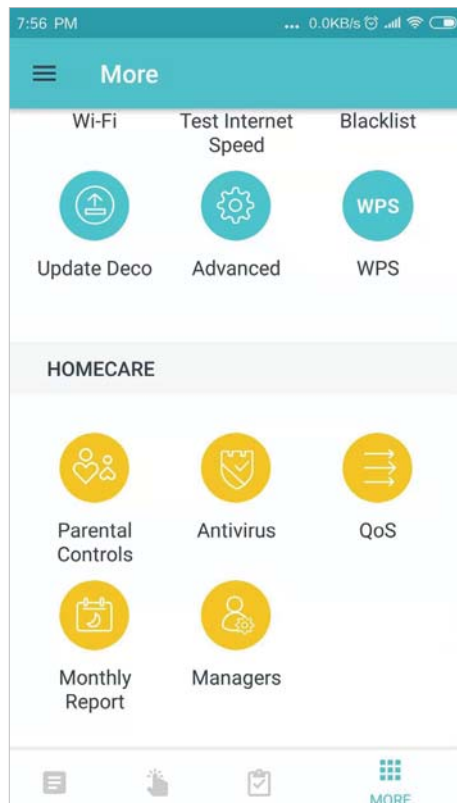 7:56 PM ... 0.0KB/s
More
Wi-Fi Test Internet Blacklist
Speed
WPS
Update Deco Advanced WPS
HOMECARE
Parental Antivirus QoS
Controls
Monthly Managers
Report
MORE